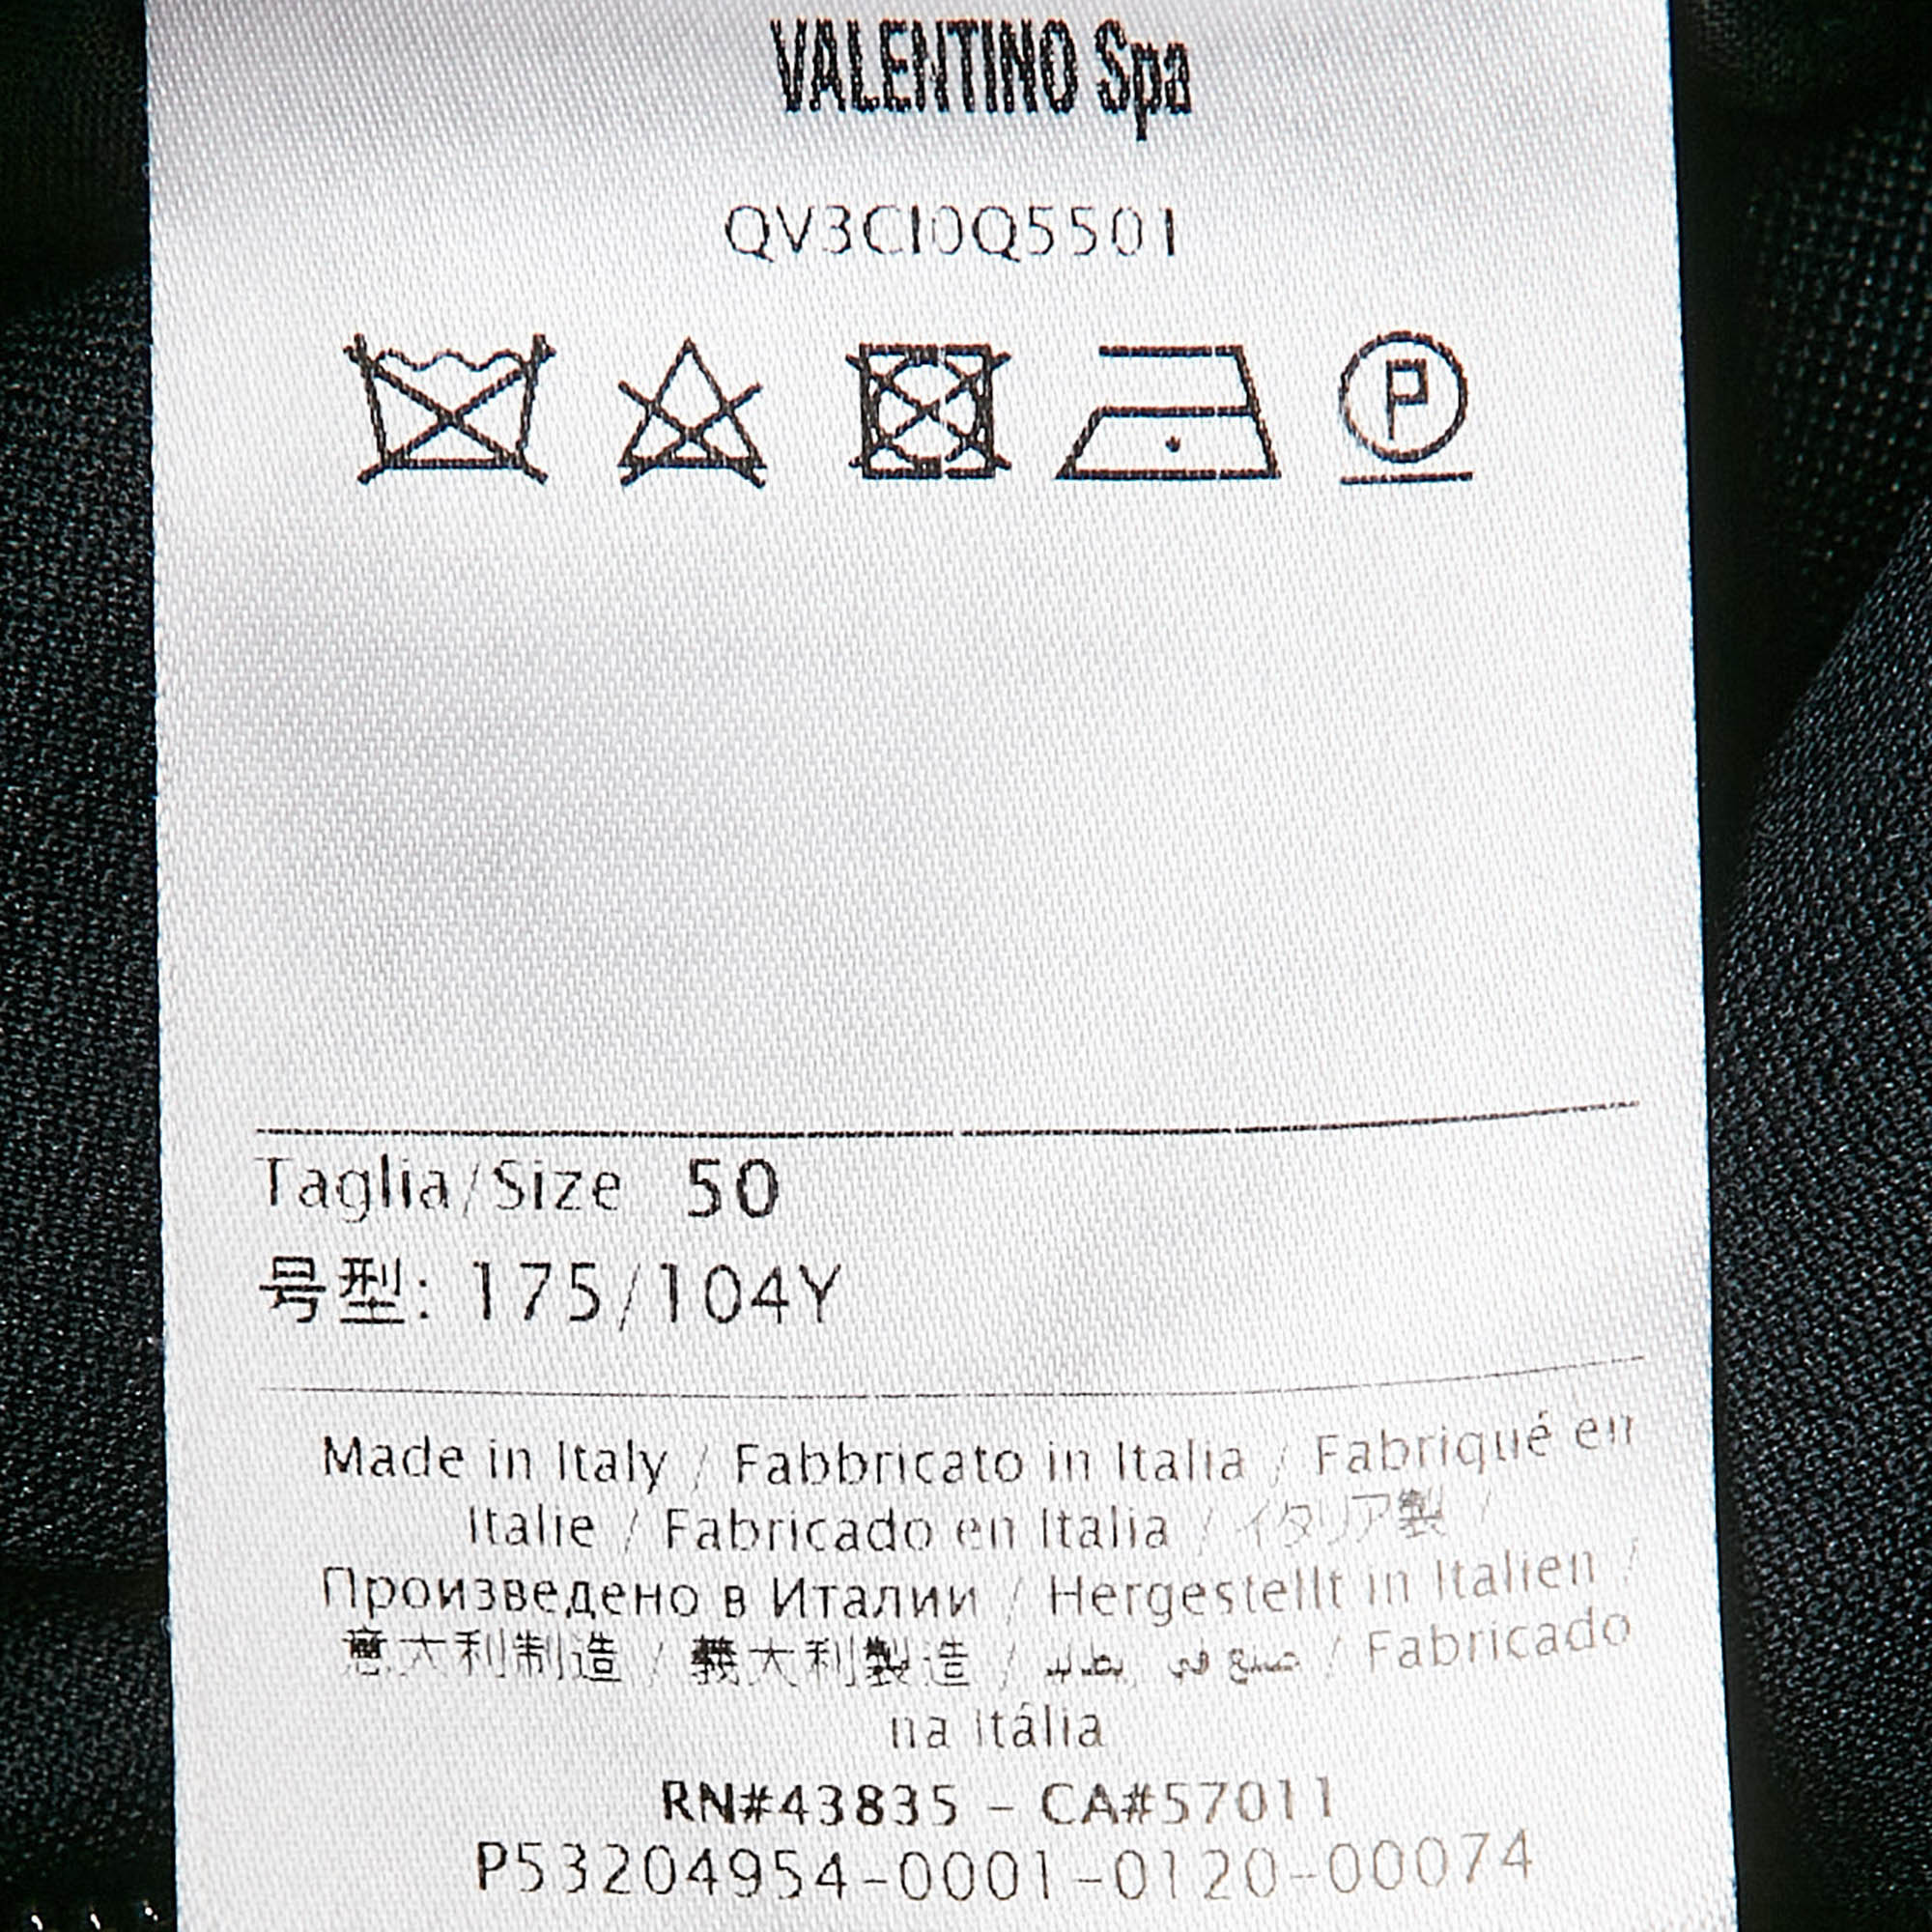 VALENTINO Spa
QV3CI0Q5501
P
Taglia/Size 50
号型: 175/104Y
Made in Italy / Fabbricato in Italia / Fabriqué en
Italie / Fabricado en Italia / イタリア製 /
Произведено в Италии / Hergestellt in Italien /
意大利制造 / 義大利製造 / صنع في / Fabricado
na itália
RN#43835 - CA#57011
P53204954-0001-0120-00074